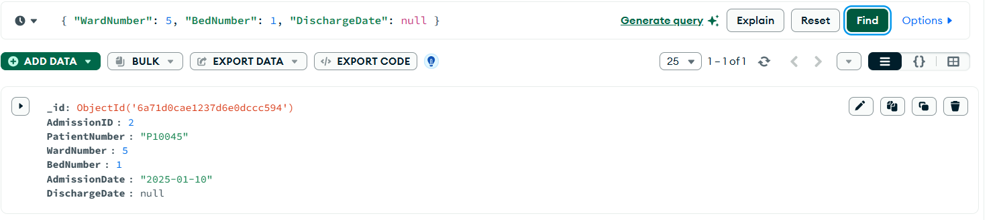 { "WardNumber": 5, "BedNumber": 1, "DischargeDate": null } Generate query Explain Reset Find Options
ADD DATA BULK EXPORT DATA EXPORT CODE 25 1 – 1 of 1 {}
_id: ObjectId('6a71d0cae1237d6e0dccc594')
AdmissionID : 2
PatientNumber : "P10045"
WardNumber : 5
BedNumber : 1
AdmissionDate : "2025-01-10"
DischargeDate : null